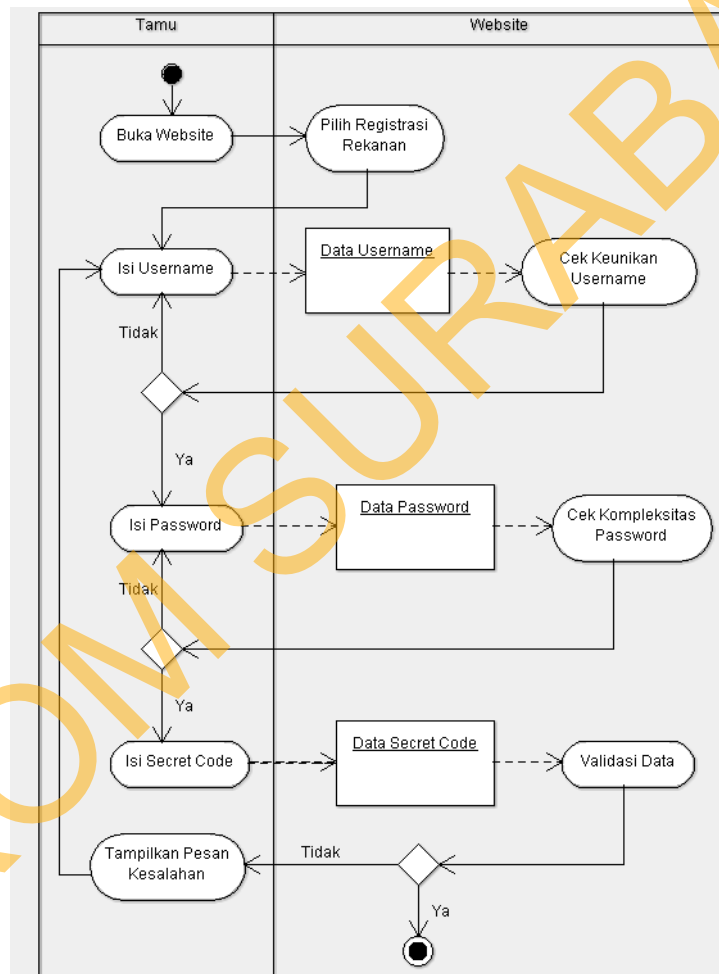 Tamu
Website
Buka Website
Pilih Registrasi
Rekanan
Isi Username
Data Username
Cek Keunikan
Username
Tidak
Ya
Isi Password
Data Password
Cek Kompleksitas
Password
Tidak
Ya
Isi Secret Code
Data Secret Code
Validasi Data
Tampilkan Pesan
Kesalahan
Tidak
Ya
OM SURABA